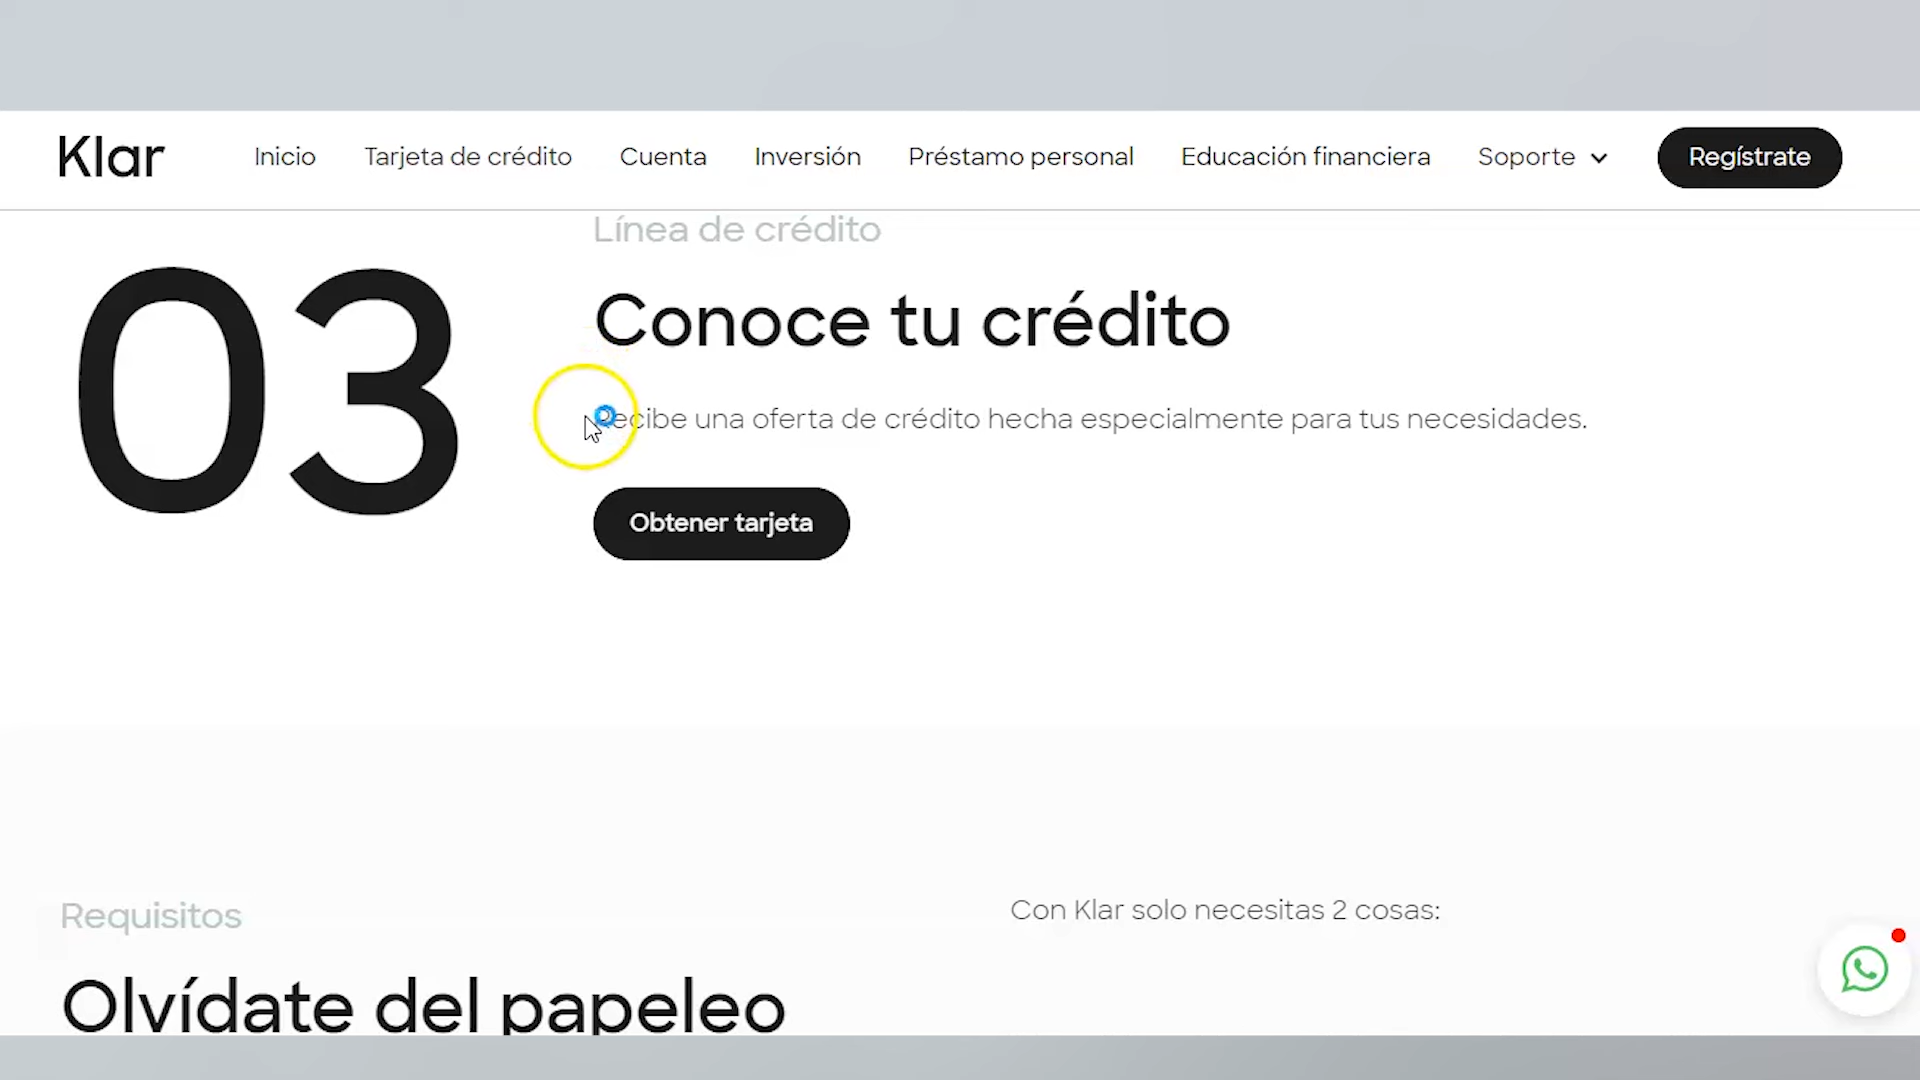 Klar
Inicio
Tarjeta de crédito
Cuenta
Inversión
Préstamo personal
Educación financiera
Soporte
Regístrate
03
Línea de crédito
Conoce tu crédito
Recibe una oferta de crédito hecha especialmente para tus necesidades.
Obtener tarjeta
Requisitos
Olvídate del papeleo
Con Klar solo necesitas 2 cosas: